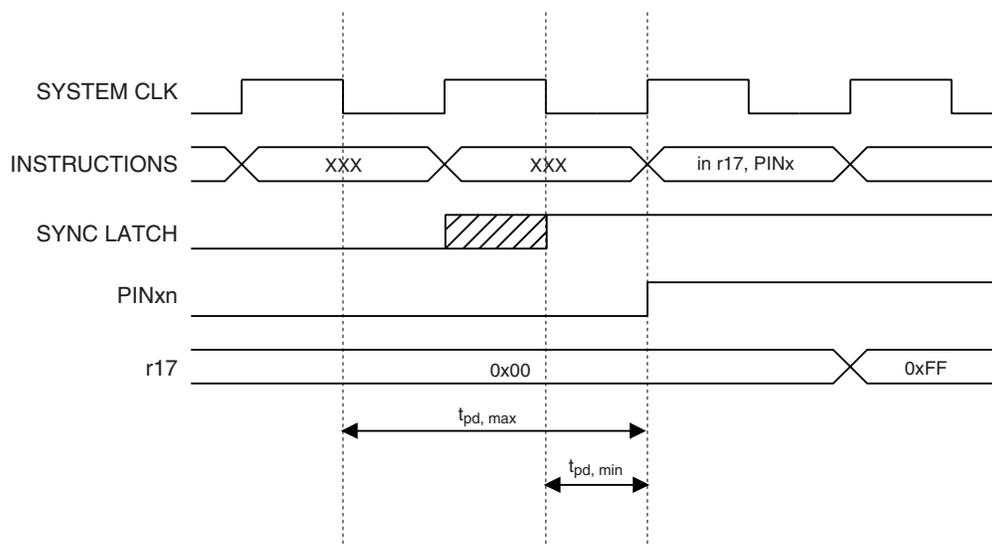 SYSTEM CLK
INSTRUCTIONS XXX XXX in r17, PINx
SYNC LATCH
PINxn
r17 0x00 0xFF
tpd, max
tpd, min